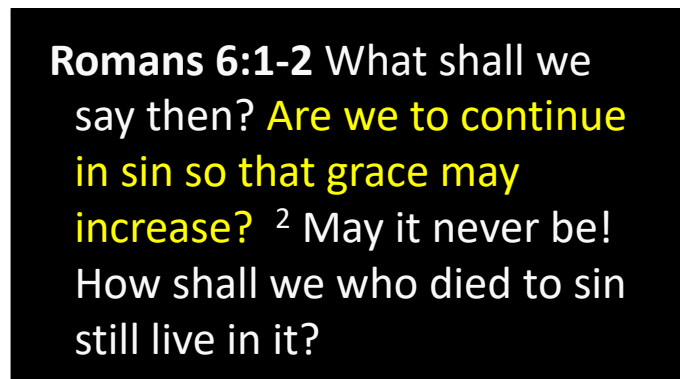 Romans 6:1-2 What shall we
say then? Are we to continue
in sin so that grace may
increase? ² May it never be!
How shall we who died to sin
still live in it?